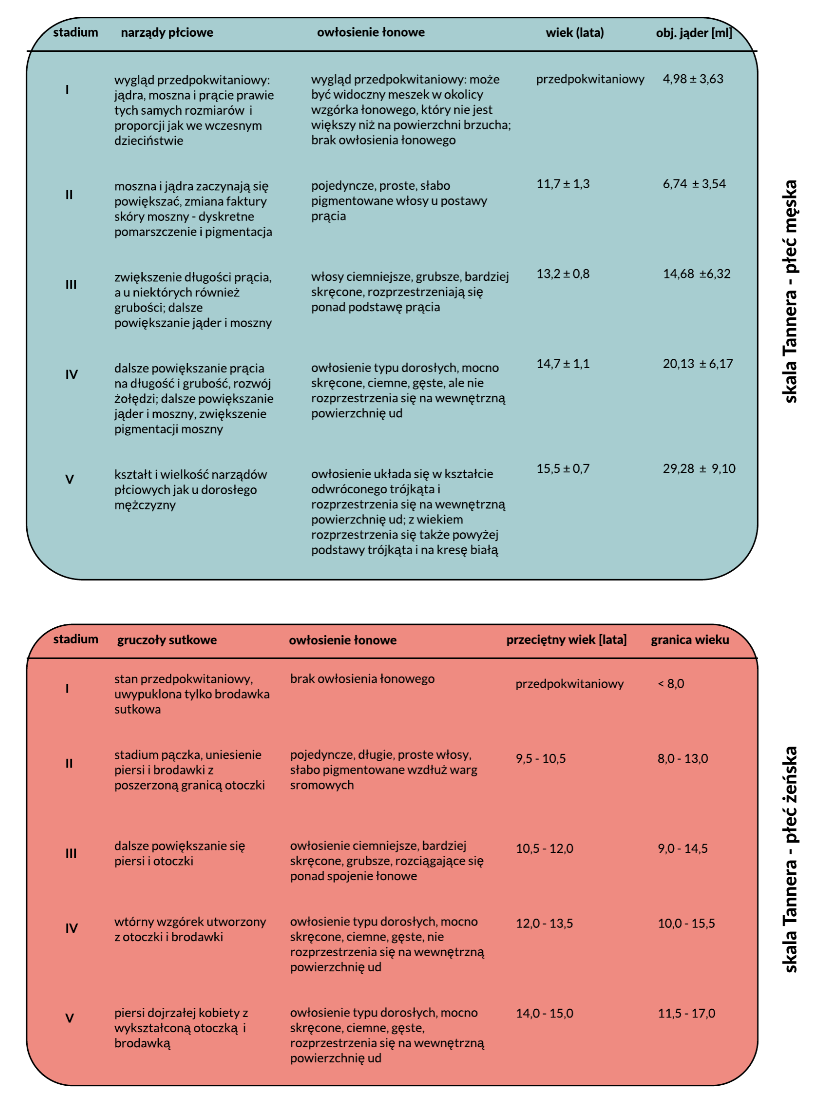 stadium narządy płciowe owłosienie łonowe wiek (lata) obj. jąder [ml]
I
wygląd przedpokwitaniowy:
jądra, moszna i prącie prawie
tych samych rozmiarów i
proporcji jak we wczesnym
dzieciństwie
wygląd przedpokwitaniowy: może
być widoczny meszek w okolicy
wzgórka łonowego, który nie jest
większy niż na powierzchni brzucha;
brak owłosienia łonowego
przedpokwitaniowy
4,98 ± 3,63
II
moszna i jądra zaczynają się
powiększać, zmiana faktury
skóry moszny - dyskretne
pomarszczenie i pigmentacja
pojedyncze, proste, słabo
pigmentowane włosy u postawy
prącia
11,7 ± 1,3
6,74 ± 3,54
III
zwiększenie długości prącia,
a u niektórych również
grubości; dalsze
powiększanie jąder i moszny
włosy ciemniejsze, grubsze, bardziej
skręcone, rozprzestrzeniają się
ponad podstawę prącia
13,2 ± 0,8
14,68 ±6,32
IV
dalsze powiększanie prącia
na długość i grubość, rozwój
żołędzi; dalsze powiększanie
jąder i moszny, zwiększenie
pigmentacji moszny
owłosienie typu dorosłych, mocno
skręcone, ciemne, gęste, ale nie
rozprzestrzenia się na wewnętrzną
powierzchnię ud
14,7 ± 1,1
20,13 ± 6,17
V
kształt i wielkość narządów
płciowych jak u dorosłego
mężczyzny
owłosienie układa się w kształcie
odwróconego trójkąta i
rozprzestrzenia się na wewnętrzną
powierzchnię ud; z wiekiem
rozprzestrzenia się także powyżej
podstawy trójkąta i na kresę białą
15,5 ± 0,7
29,28 ± 9,10
skala Tannera - płeć męska
stadium gruczoły sutkowe owłosienie łonowe przeciętny wiek [lata] granica wieku
I
stan przedpokwitaniowy,
uwypuklona tylko brodawka
sutkowa
brak owłosienia łonowego
przedpokwitaniowy
< 8,0
II
stadium pączka, uniesienie
piersi i brodawki z
poszerzoną granicą otoczki
pojedyncze, długie, proste włosy,
słabo pigmentowane wzdłuż warg
sromowych
9,5 - 10,5
8,0 - 13,0
III
dalsze powiększanie się
piersi i otoczki
owłosienie ciemniejsze, bardziej
skręcone, grubsze, rozciągające się
ponad spojenie łonowe
10,5 - 12,0
9,0 - 14,5
IV
wtórny wzgórek utworzony
z otoczki i brodawki
owłosienie typu dorosłych, mocno
skręcone, ciemne, gęste, nie
rozprzestrzenia się na wewnętrzną
powierzchnię ud
12,0 - 13,5
10,0 - 15,5
V
piersi dojrzałej kobiety z
wykształconą otoczką i
brodawką
owłosienie typu dorosłych, mocno
skręcone, ciemne, gęste,
rozprzestrzenia się na wewnętrzną
powierzchnię ud
14,0 - 15,0
11,5 - 17,0
skala Tannera - płeć żeńska